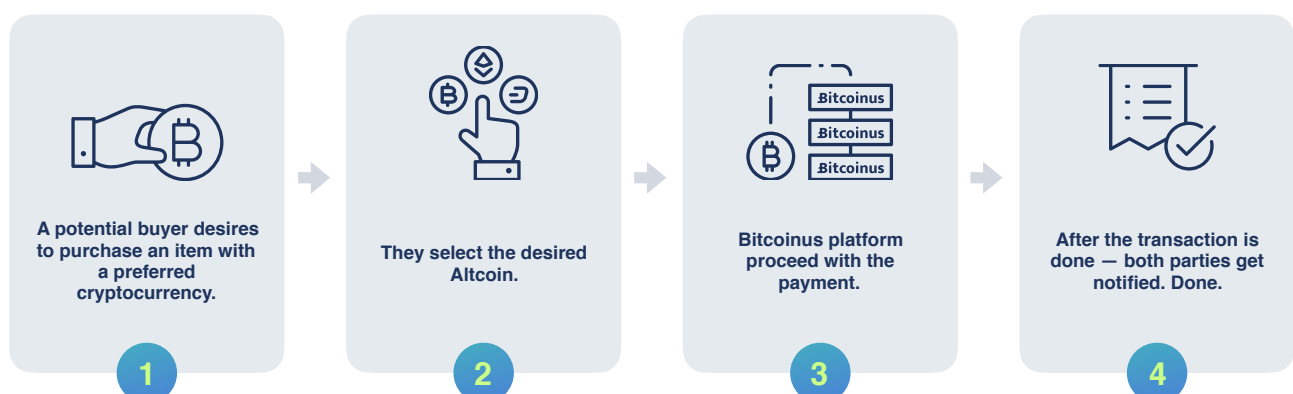 Bitcoinus
Bitcoinus
Bitcoinus
A potential buyer desires
to purchase an item with
a preferred
cryptocurrency.
They select the desired
Altcoin.
Bitcoinus platform
proceed with the
payment.
After the transaction is
done — both parties get
notified. Done.
1
2
3
4